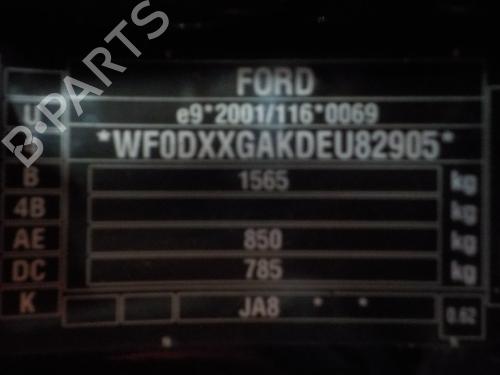 FORD
U e9*2001/116*0069
*WF0DXXGAKDEU82905*
B 1565 kg
4B kg
AE 850 kg
DC 785 kg
K JA8 * * 0.62
B-PARTS